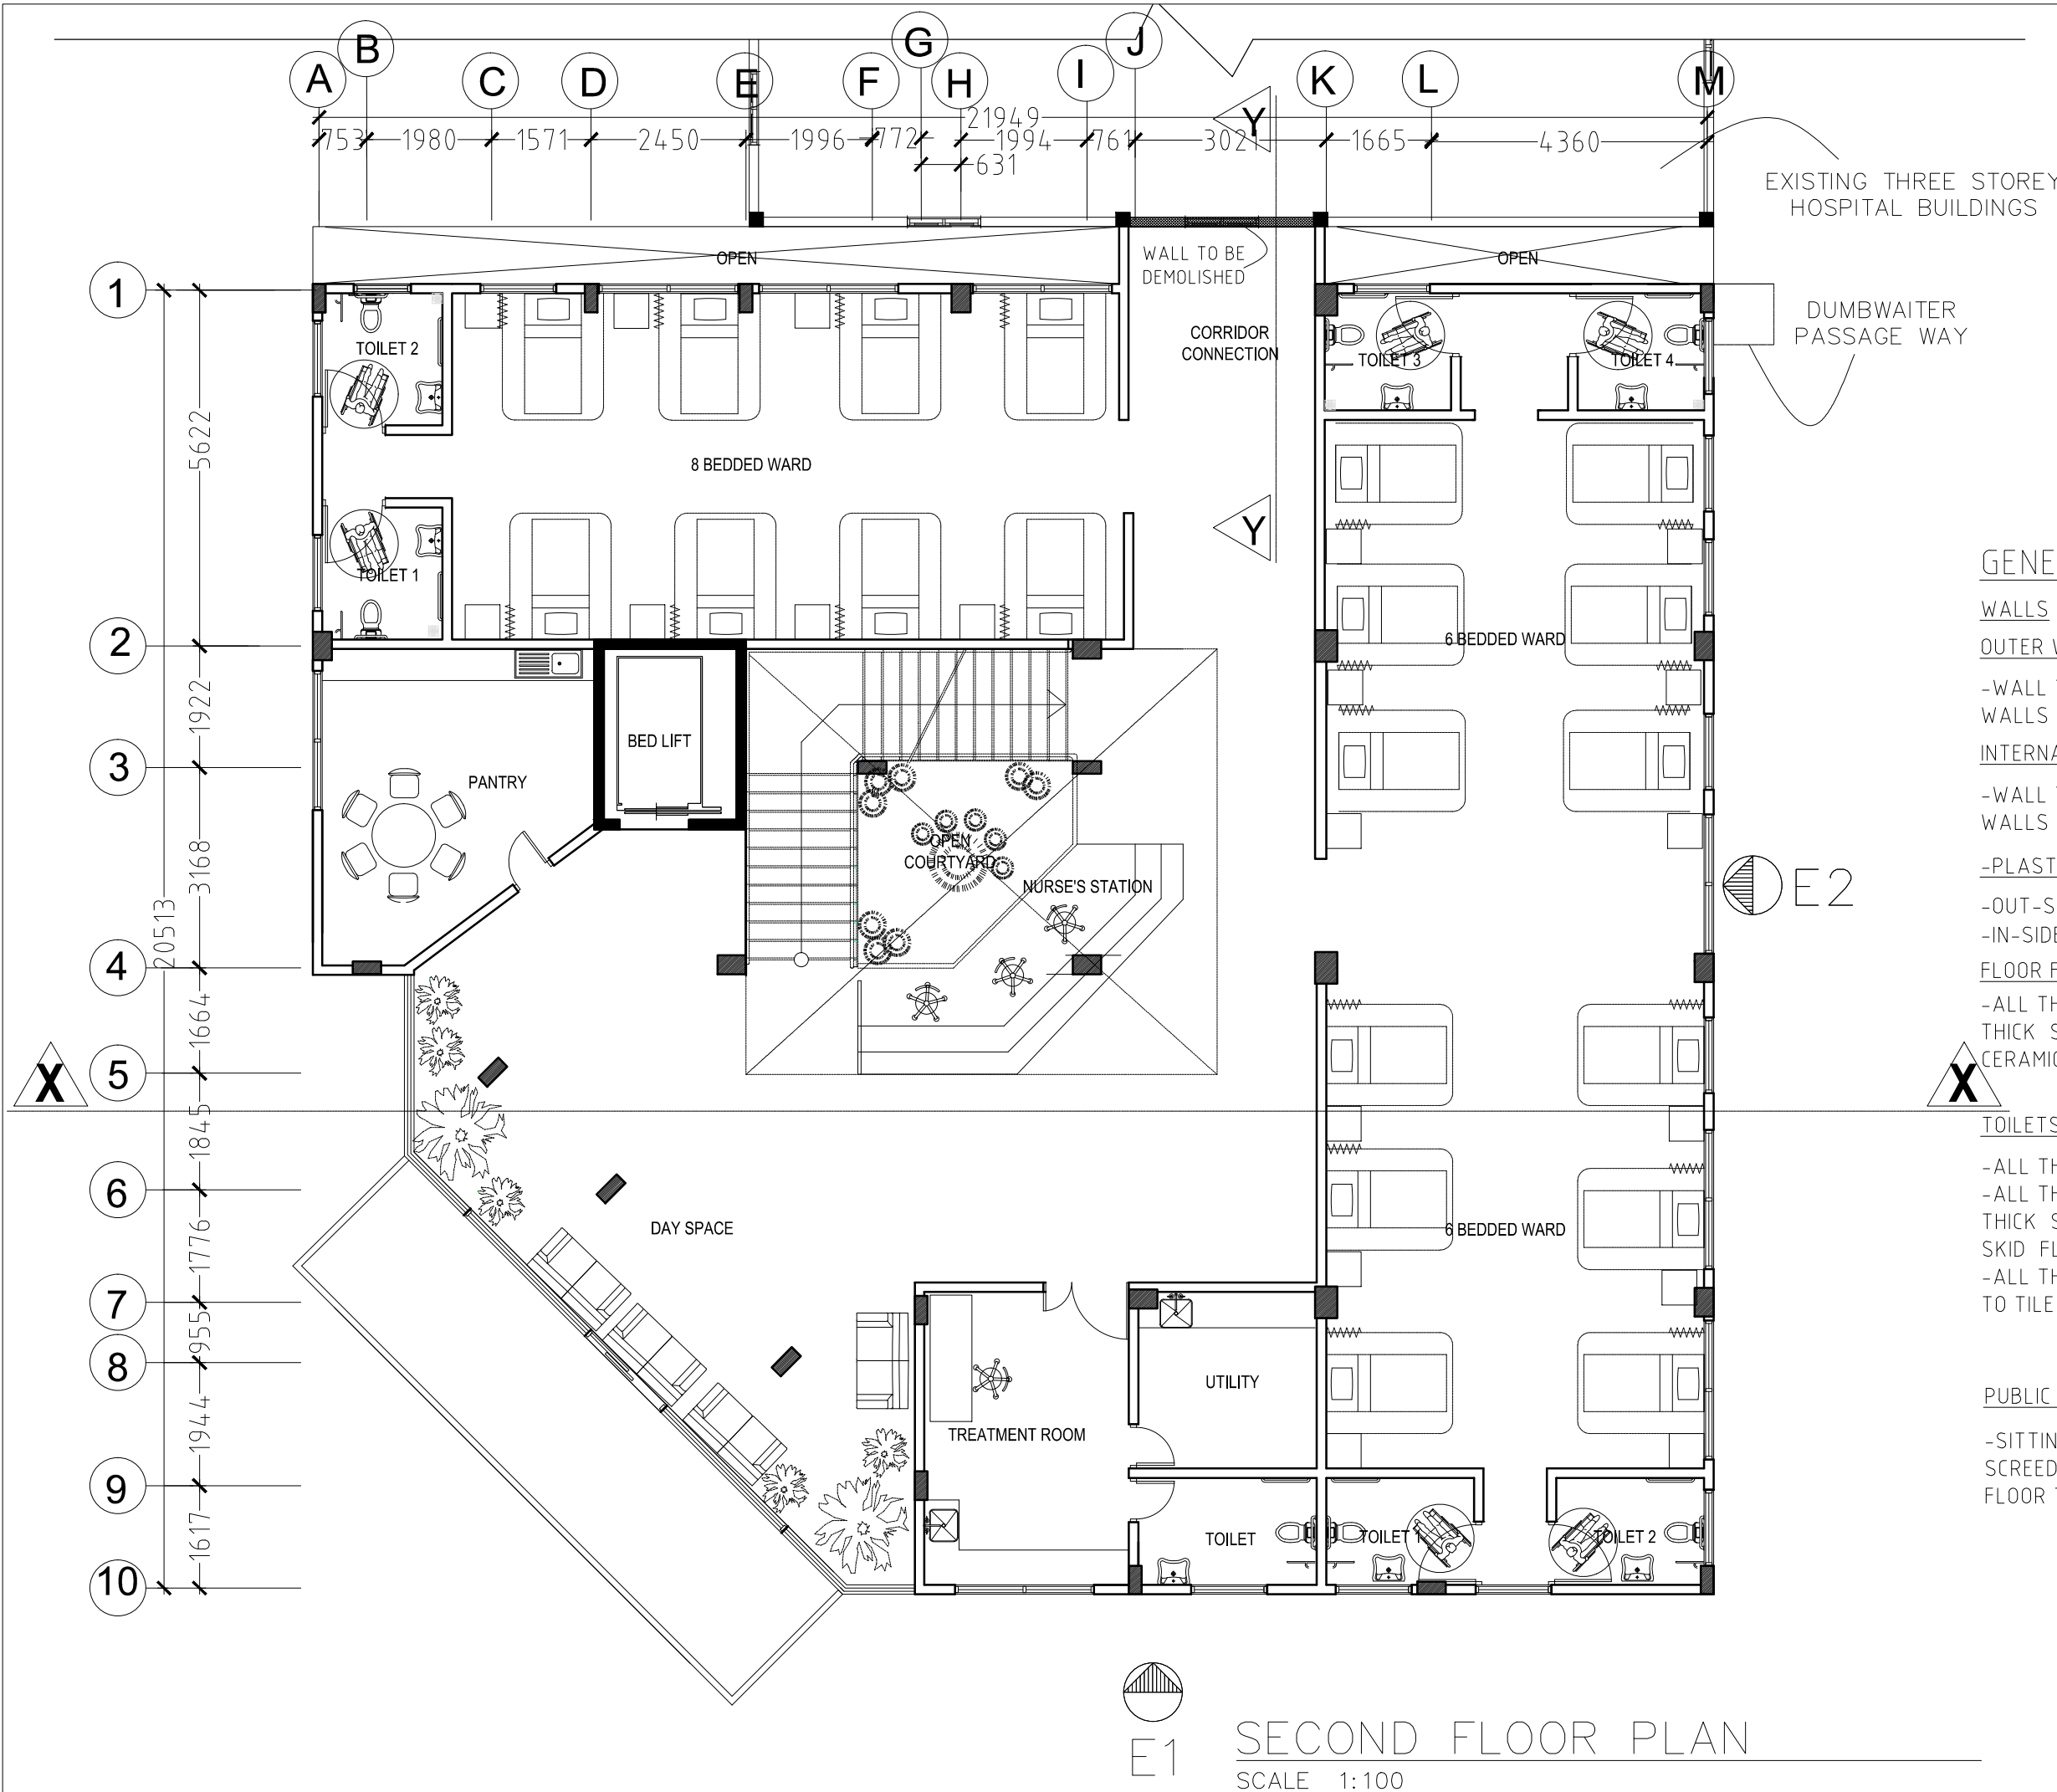 A
B
C
D
E
F
G
H
I
J
K
L
M
21949
753
1980
1571
2450
1996
772
631
1994
761
3021
1665
4360
Y
EXISTING THREE STOREY
HOSPITAL BUILDINGS
OPEN
WALL TO BE
DEMOLISHED
OPEN
DUMBWAITER
PASSAGE WAY
CORRIDOR
CONNECTION
TOILET 2
TOILET 3
TOILET 4
8 BEDDED WARD
Y
TOILET 1
6 BEDDED WARD
BED LIFT
PANTRY
OPEN
COURTYARD
NURSE'S STATION
E2
X
X
DAY SPACE
6 BEDDED WARD
UTILITY
TREATMENT ROOM
TOILET
TOILET 1
TOILET 2
1
2
3
4
5
6
7
8
9
10
20513
5622
1922
3168
1664
1845
1776
955
1944
1617
GENE
WALLS
OUTER W
-WALL
WALLS
INTERNA
-WALL
WALLS
-PLAST
-OUT-S
-IN-SIDE
FLOOR F
-ALL TH
THICK S
CERAMIC
TOILETS
-ALL TH
-ALL TH
THICK S
SKID FL
-ALL TH
TO TILE
PUBLIC
-SITTIN
SCREED
FLOOR T
E1
SECOND FLOOR PLAN
SCALE 1:100